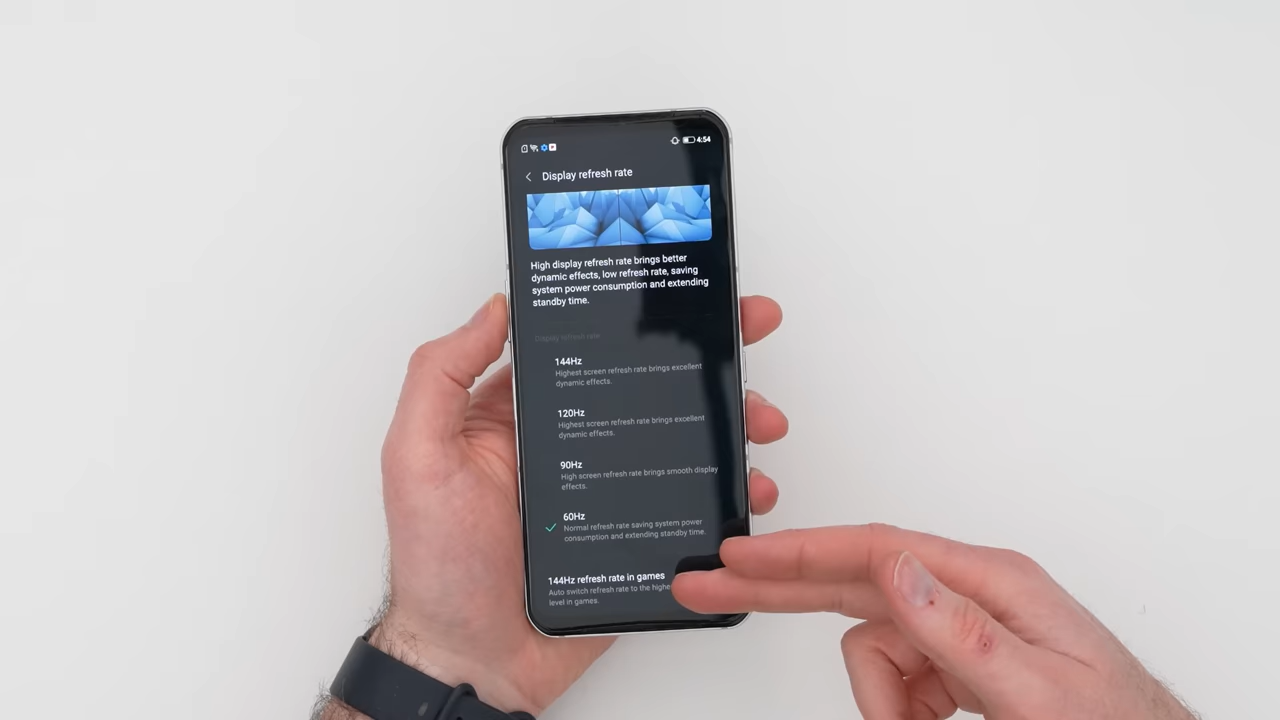 4:54
Display refresh rate
High display refresh rate brings better
dynamic effects, low refresh rate, saving
system power consumption and extending
standby time.
Display refresh rate
144Hz
Highest screen refresh rate brings excellent
dynamic effects.
120Hz
Highest screen refresh rate brings excellent
dynamic effects.
90Hz
High screen refresh rate brings smooth display
effects.
60Hz
Normal refresh rate saving system power
consumption and extending standby time.
144Hz refresh rate in games
Auto switch refresh rate to the highe
level in games.